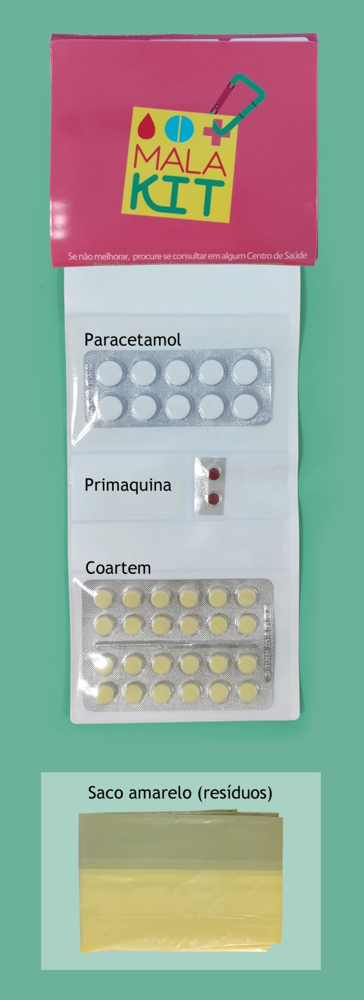 MALA
KIT
Se não melhorar, procure se consultar em algum Centro de Saúde
Paracetamol
Primaquina
Coartem
Saco amarelo (resíduos)